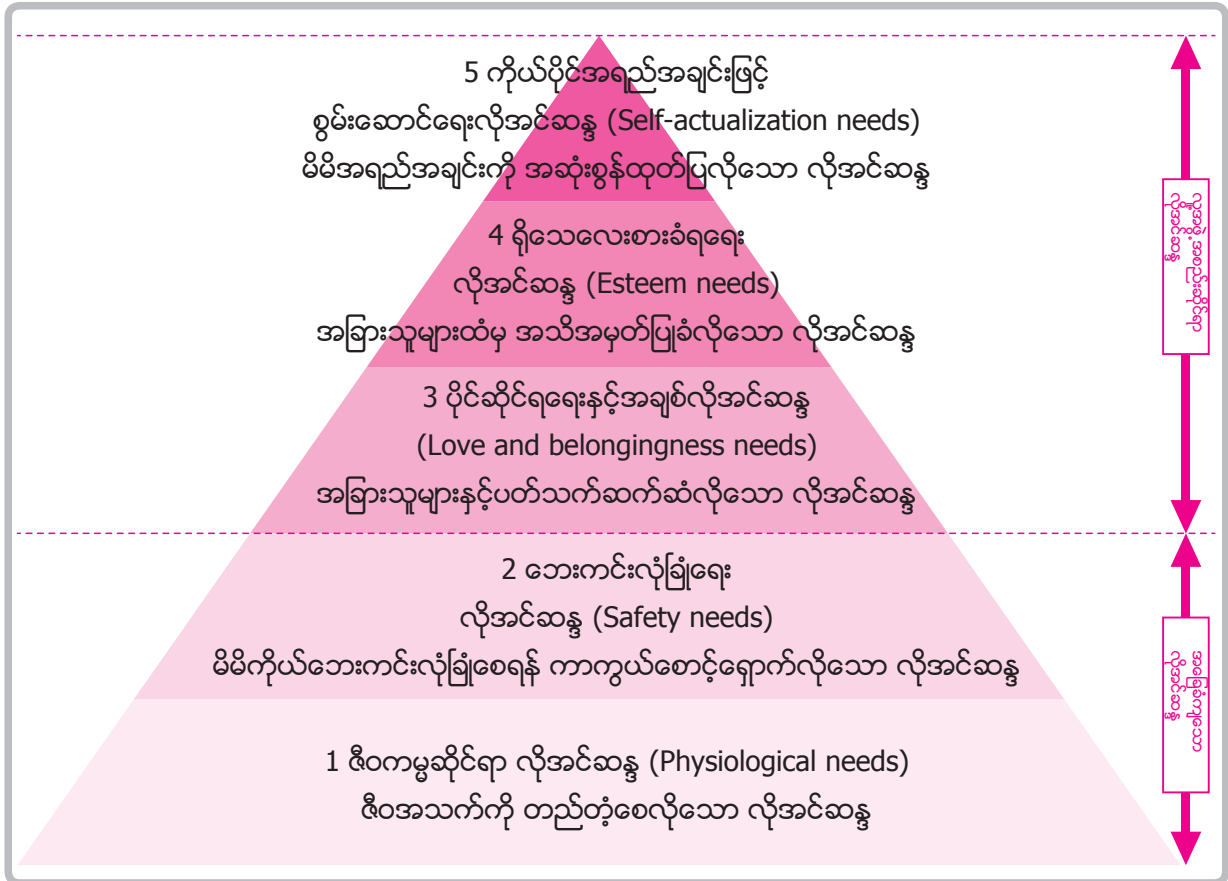 5 ကိုယ်ပိုင်အရည်အချင်းဖြင့်
စွမ်းဆောင်ရေးလိုအင်ဆန္ဒ (Self-actualization needs)
မိမိအရည်အချင်းကို အဆုံးစွန်ထုတ်ပြလိုသော လိုအင်ဆန္ဒ
4 ရိုသေလေးစားခံရရေး
လိုအင်ဆန္ဒ (Esteem needs)
အခြားသူများထံမှ အသိအမှတ်ပြုခံလိုသော လိုအင်ဆန္ဒ
3 ပိုင်ဆိုင်ရရေးနှင့်အချစ်လိုအင်ဆန္ဒ
(Love and belongingness needs)
အခြားသူများနှင့်ပတ်သက်ဆက်ဆံလိုသော လိုအင်ဆန္ဒ
2 ဘေးကင်းလုံခြုံရေး
လိုအင်ဆန္ဒ (Safety needs)
မိမိကိုယ်ဘေးကင်းလုံခြုံစေရန် ကာကွယ်စောင့်ရှောက်လိုသော လိုအင်ဆန္ဒ
1 ဇီဝကမ္မဆိုင်ရာ လိုအင်ဆန္ဒ (Physiological needs)
ဇီဝအသက်ကို တည်တံ့စေလိုသော လိုအင်ဆန္ဒ